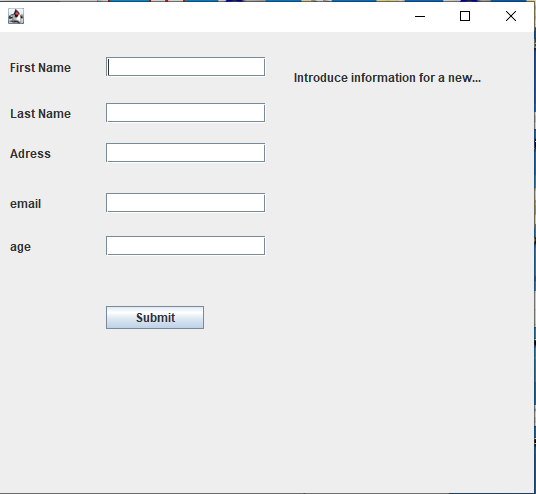 First Name
Introduce information for a new...
Last Name
Adress
email
age
Submit